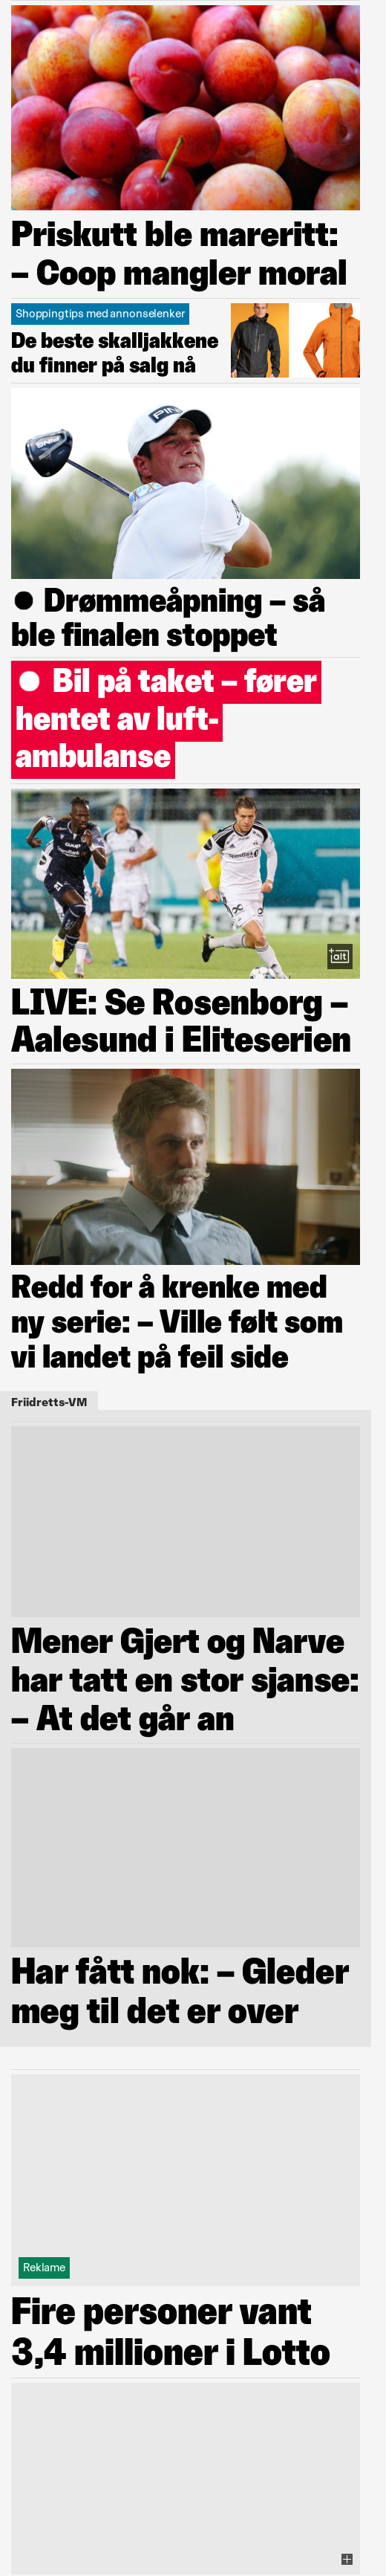 Priskutt ble mareritt:
– Coop mangler moral
Shoppingtips med annonselenker
De beste skalljakkene
du finner på salg nå
PING
● Drømmeåpning – så
ble finalen stoppet
● Bil på taket – fører
hentet av luft-
ambulanse
+alt
LIVE: Se Rosenborg –
Aalesund i Eliteserien
Redd for å krenke med
ny serie: – Ville følt som
vi landet på feil side
Friidretts-VM
Mener Gjert og Narve
har tatt en stor sjanse:
– At det går an
Har fått nok: – Gleder
meg til det er over
Reklame
Fire personer vant
3,4 millioner i Lotto